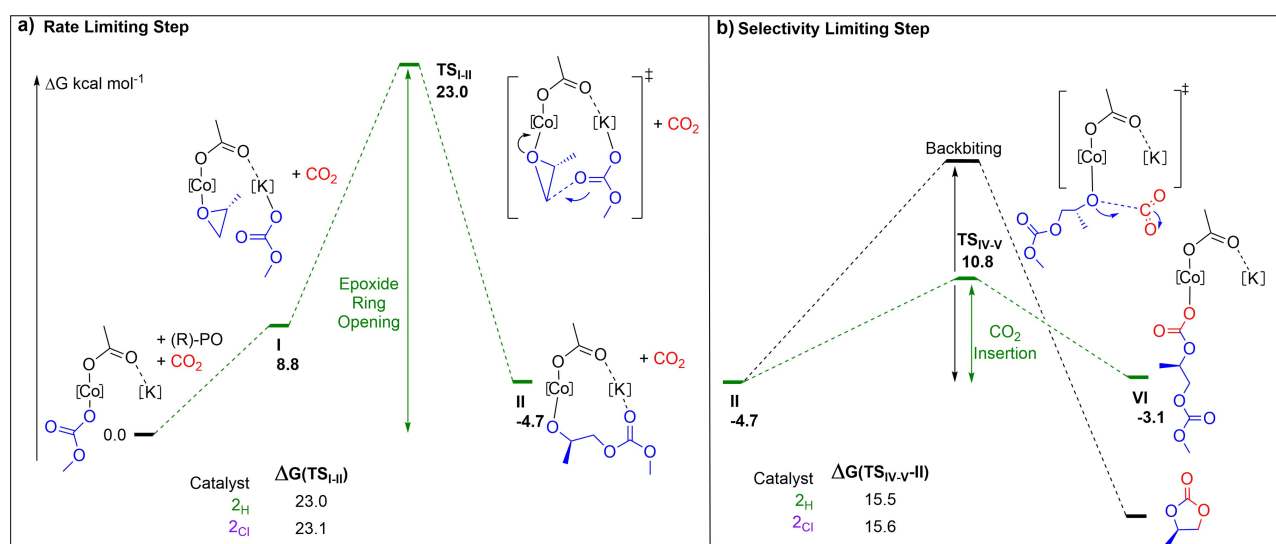 a) Rate Limiting Step
ΔG kcal mol-1
TSI-II
23.0
‡
O
O
[Co]
[K]
O
O
O
O
+ CO2
O
O
[Co]
[K]
O
O
O
O
+ CO2
Epoxide
Ring
Opening
I
8.8
+ (R)-PO
+ CO2
O
O
[Co]
[K]
O
O
O
0.0
II
-4.7
O
O
[Co]
[K]
O
O
O
O
+ CO2
Catalyst ΔG(TSI-II)
2H 23.0
2Cl 23.1
b) Selectivity Limiting Step
Backbiting
‡
O
O
[Co]
[K]
O
O
C
O
O
O
O
TSIV-V
10.8
CO2
Insertion
II
-4.7
VI
-3.1
O
O
[Co]
[K]
O
O
O
O
O
O
Catalyst ΔG(TSIV-V-II)
2H 15.5
2Cl 15.6
O
O
O